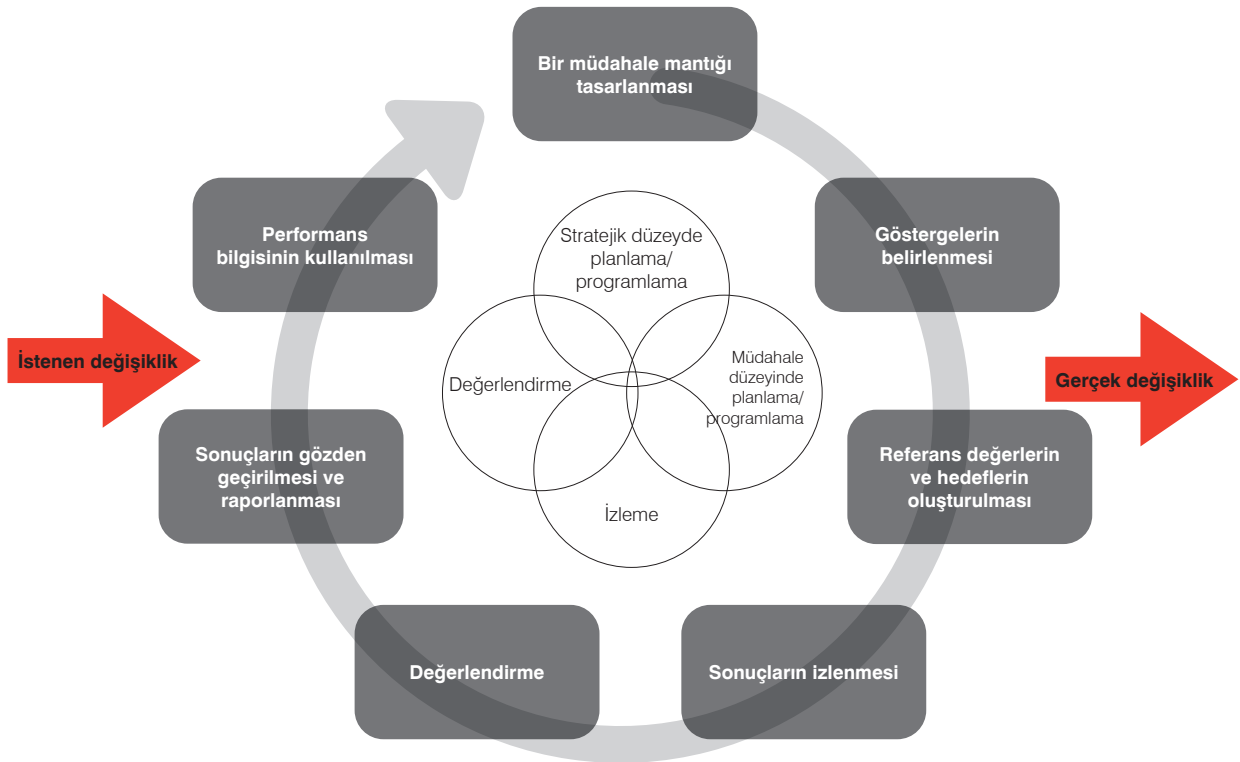 Bir müdahale mantığı
tasarlanması
Performans
bilgisinin kullanılması
Stratejik düzeyde
planlama/
programlama
Göstergelerin
belirlenmesi
İstenen değişiklik
Değerlendirme
Müdahale
düzeyinde
planlama/
programlama
Gerçek değişiklik
Sonuçların gözden
geçirilmesi ve
raporlanması
İzleme
Referans değerlerin
ve hedeflerin
oluşturulması
Değerlendirme
Sonuçların izlenmesi